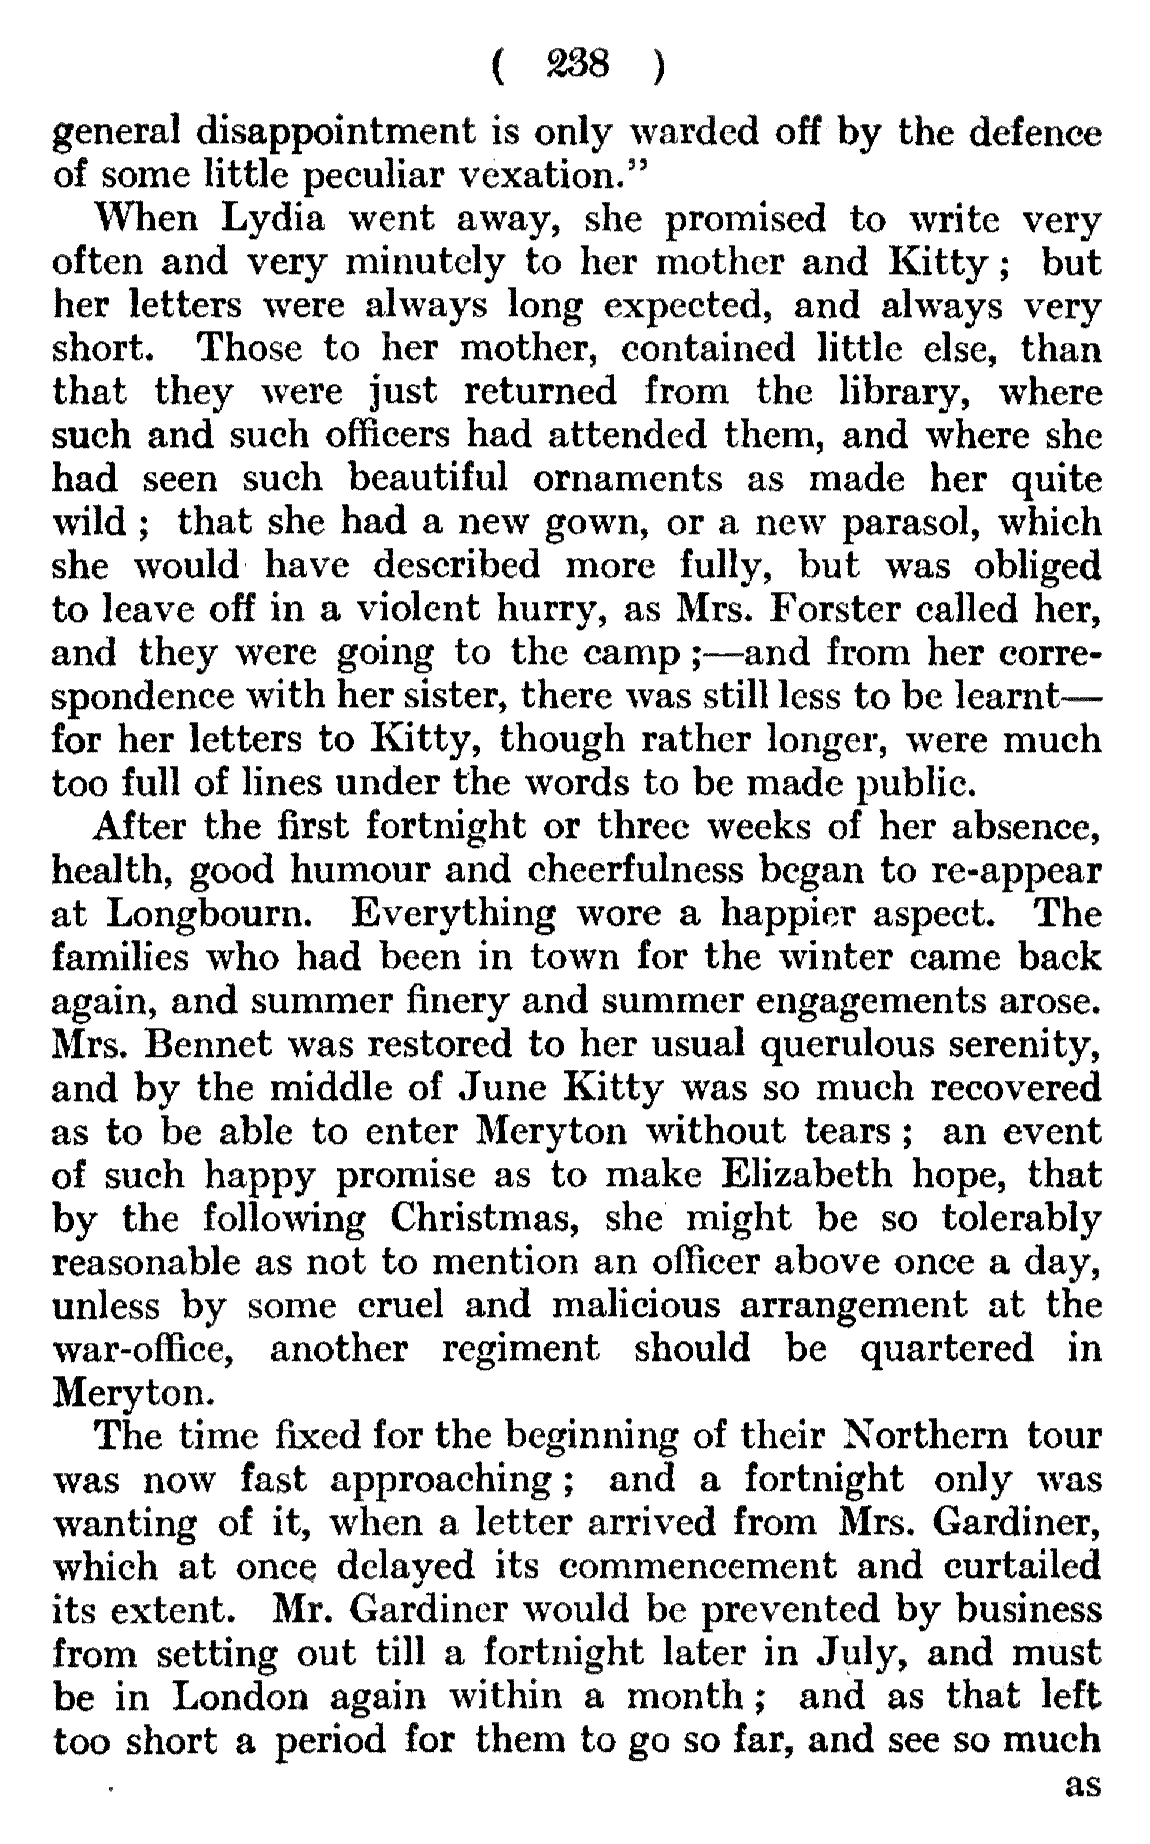 ( 238 )
general disappointment is only warded off by the defence
of some little peculiar vexation.”
When Lydia went away, she promised to write very
often and very minutely to her mother and Kitty ; but
her letters were always long expected, and always very
short. Those to her mother, contained little else, than
that they were just returned from the library, where
such and such officers had attended them, and where she
had seen such beautiful ornaments as made her quite
wild ; that she had a new gown, or a new parasol, which
she would have described more fully, but was obliged
to leave off in a violent hurry, as Mrs. Forster called her,
and they were going to the camp ;—and from her corre-
spondence with her sister, there was still less to be learnt—
for her letters to Kitty, though rather longer, were much
too full of lines under the words to be made public.
After the first fortnight or three weeks of her absence,
health, good humour and cheerfulness began to re-appear
at Longbourn. Everything wore a happier aspect. The
families who had been in town for the winter came back
again, and summer finery and summer engagements arose.
Mrs. Bennet was restored to her usual querulous serenity,
and by the middle of June Kitty was so much recovered
as to be able to enter Meryton without tears ; an event
of such happy promise as to make Elizabeth hope, that
by the following Christmas, she might be so tolerably
reasonable as not to mention an officer above once a day,
unless by some cruel and malicious arrangement at the
war-office, another regiment should be quartered in
Meryton.
The time fixed for the beginning of their Northern tour
was now fast approaching ; and a fortnight only was
wanting of it, when a letter arrived from Mrs. Gardiner,
which at once delayed its commencement and curtailed
its extent. Mr. Gardiner would be prevented by business
from setting out till a fortnight later in July, and must
be in London again within a month ; and as that left
too short a period for them to go so far, and see so much
as